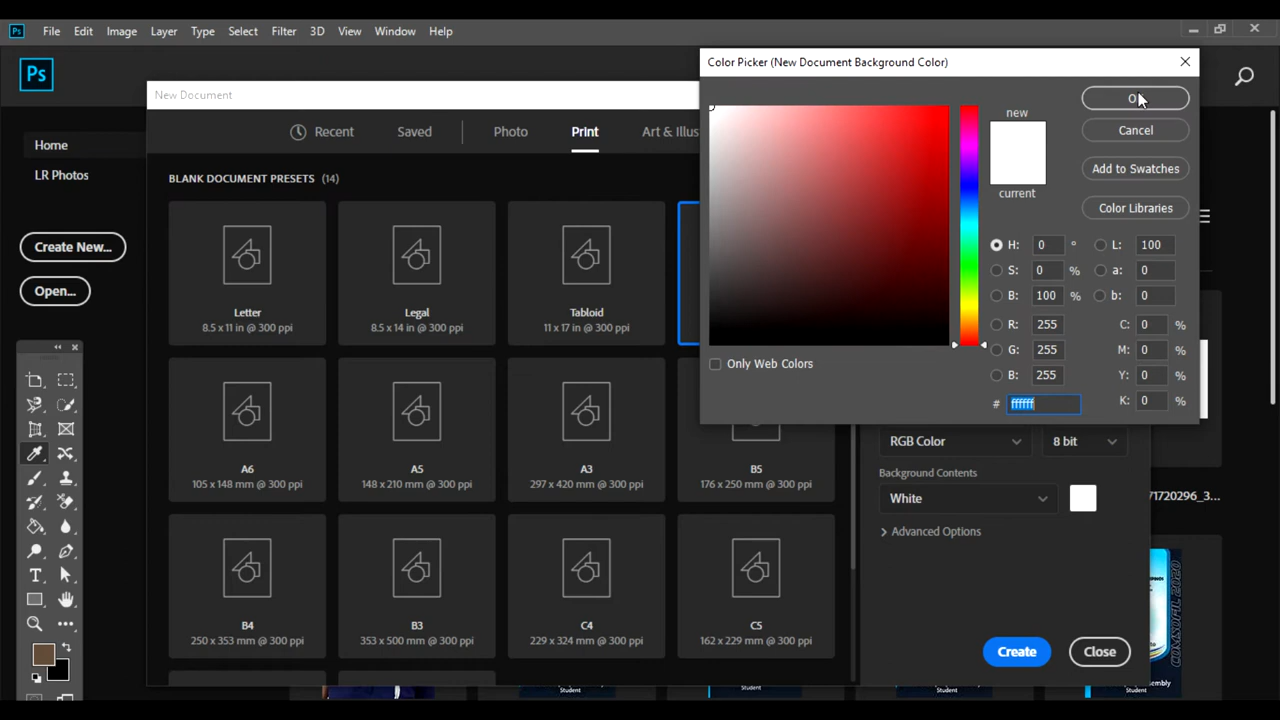 Ps File Edit Image Layer Type Select Filter 3D View Window Help
Ps
Home
LR Photos
Create New...
Open...
New Document
Recent Saved Photo Print Art & Illus
BLANK DOCUMENT PRESETS (14)
Letter
8.5 x 11 in @ 300 ppi
Legal
8.5 x 14 in @ 300 ppi
Tabloid
11 x 17 in @ 300 ppi
A6
105 x 148 mm @ 300 ppi
A5
148 x 210 mm @ 300 ppi
A3
297 x 420 mm @ 300 ppi
B5
176 x 250 mm @ 300 ppi
B4
250 x 353 mm @ 300 ppi
B3
353 x 500 mm @ 300 ppi
C4
229 x 324 mm @ 300 ppi
C5
162 x 229 mm @ 300 ppi
Color Picker (New Document Background Color)
new
current
Cancel
Add to Swatches
Color Libraries
H: 0 °
S: 0 %
B: 100 %
R: 255
G: 255
B: 255
# ffffff
L: 100
a: 0
b: 0
C: 0 %
M: 0 %
Y: 0 %
K: 0 %
Only Web Colors
RGB Color 8 bit
Background Contents
White
Advanced Options
Create Close
71720296_3...
CONSOFIL 2020
Student
Student
Student
Student
Student